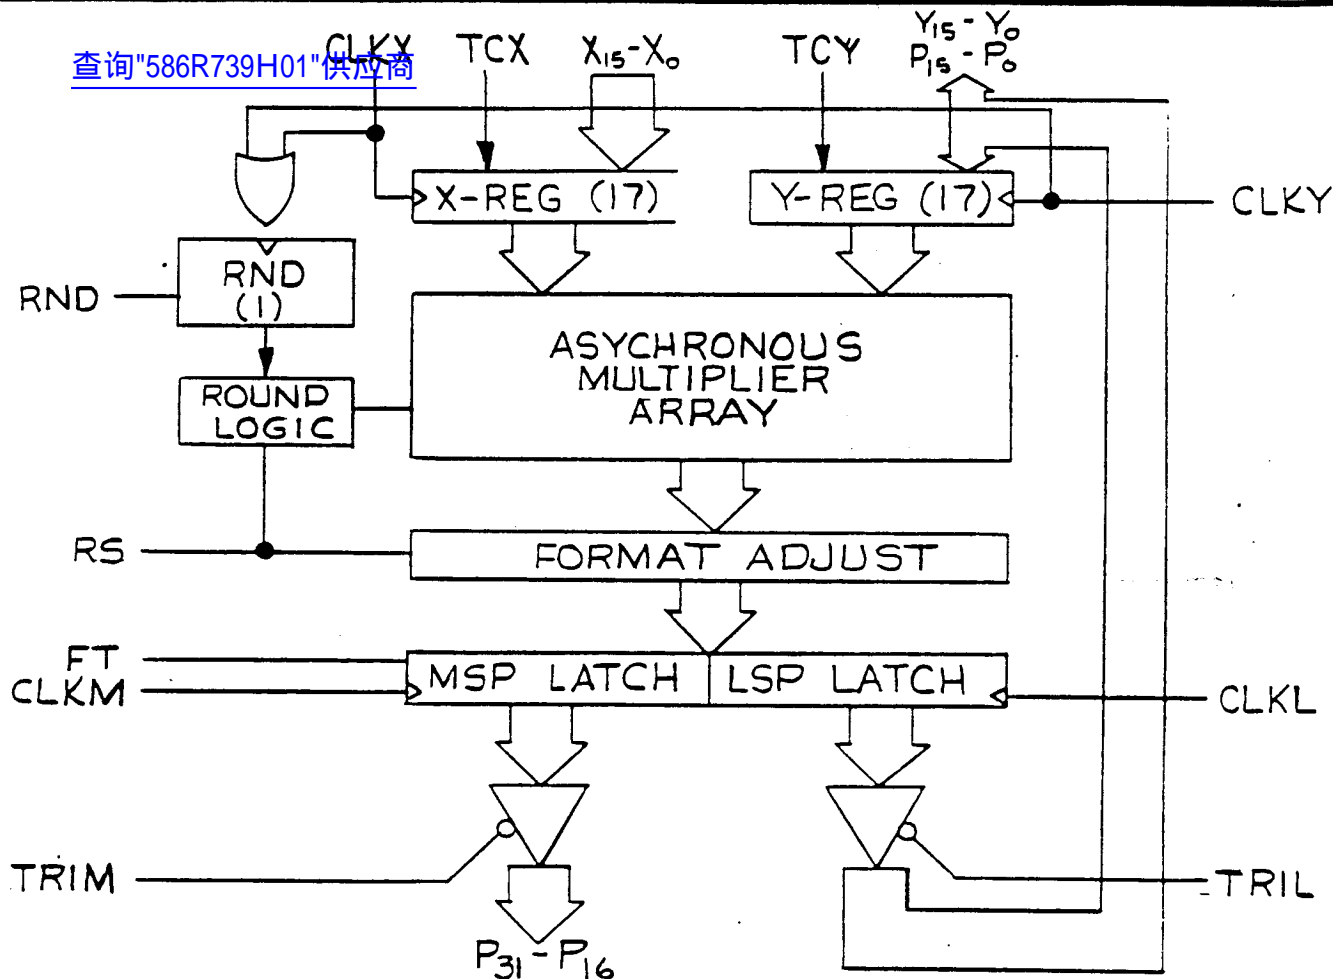 查询"586R739H01"供应商
CLKX
TCX
X₁₅-X₀
TCY
Y₁₅-Y₀
P₁₅-P₀
X-REG (17)
Y-REG (17)
CLKY
RND
RND
(1)
ASYCHRONOUS
MULTIPLIER
ARRAY
ROUND
LOGIC
RS
FORMAT ADJUST
FT
CLKM
MSP LATCH
LSP LATCH
CLKL
TRIM
TRIL
P₃₁-P₁₆